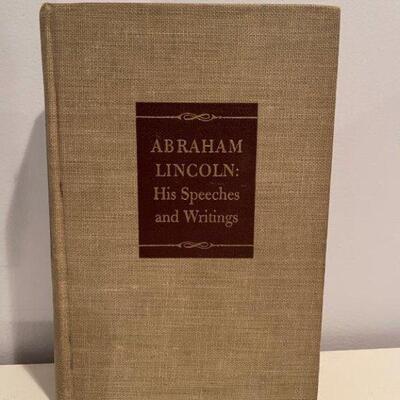 ABRAHAM
LINCOLN:
His Speeches
and Writings